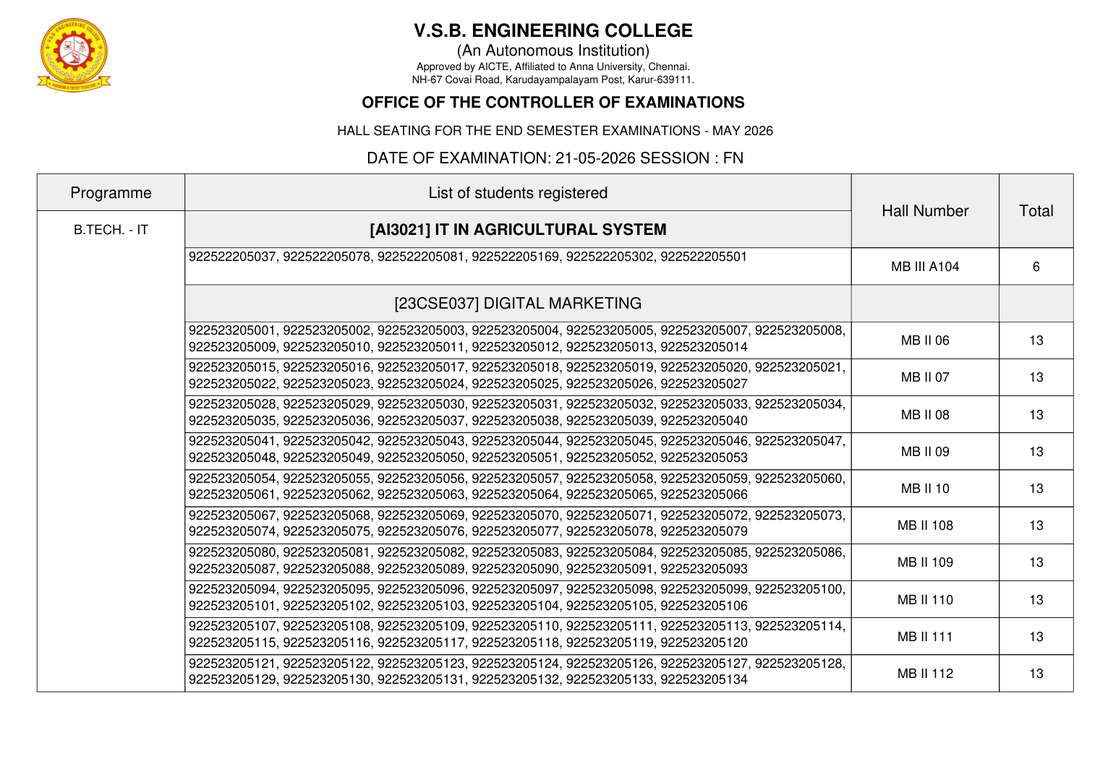 V.S.B. ENGINEERING COLLEGE
(An Autonomous Institution)
Approved by AICTE, Affiliated to Anna University, Chennai.
NH-67 Covai Road, Karudayampalayam Post, Karur-639111.
OFFICE OF THE CONTROLLER OF EXAMINATIONS
HALL SEATING FOR THE END SEMESTER EXAMINATIONS - MAY 2026
DATE OF EXAMINATION: 21-05-2026 SESSION : FN
Programme
List of students registered
Hall Number
Total
B.TECH. - IT
[AI3021] IT IN AGRICULTURAL SYSTEM
922522205037, 922522205078, 922522205081, 922522205169, 922522205302, 922522205501
MB III A104
6
[23CSE037] DIGITAL MARKETING
922523205001, 922523205002, 922523205003, 922523205004, 922523205005, 922523205007, 922523205008,
922523205009, 922523205010, 922523205011, 922523205012, 922523205013, 922523205014
MB II 06
13
922523205015, 922523205016, 922523205017, 922523205018, 922523205019, 922523205020, 922523205021,
922523205022, 922523205023, 922523205024, 922523205025, 922523205026, 922523205027
MB II 07
13
922523205028, 922523205029, 922523205030, 922523205031, 922523205032, 922523205033, 922523205034,
922523205035, 922523205036, 922523205037, 922523205038, 922523205039, 922523205040
MB II 08
13
922523205041, 922523205042, 922523205043, 922523205044, 922523205045, 922523205046, 922523205047,
922523205048, 922523205049, 922523205050, 922523205051, 922523205052, 922523205053
MB II 09
13
922523205054, 922523205055, 922523205056, 922523205057, 922523205058, 922523205059, 922523205060,
922523205061, 922523205062, 922523205063, 922523205064, 922523205065, 922523205066
MB II 10
13
922523205067, 922523205068, 922523205069, 922523205070, 922523205071, 922523205072, 922523205073,
922523205074, 922523205075, 922523205076, 922523205077, 922523205078, 922523205079
MB II 108
13
922523205080, 922523205081, 922523205082, 922523205083, 922523205084, 922523205085, 922523205086,
922523205087, 922523205088, 922523205089, 922523205090, 922523205091, 922523205093
MB II 109
13
922523205094, 922523205095, 922523205096, 922523205097, 922523205098, 922523205099, 922523205100,
922523205101, 922523205102, 922523205103, 922523205104, 922523205105, 922523205106
MB II 110
13
922523205107, 922523205108, 922523205109, 922523205110, 922523205111, 922523205113, 922523205114,
922523205115, 922523205116, 922523205117, 922523205118, 922523205119, 922523205120
MB II 111
13
922523205121, 922523205122, 922523205123, 922523205124, 922523205126, 922523205127, 922523205128,
922523205129, 922523205130, 922523205131, 922523205132, 922523205133, 922523205134
MB II 112
13